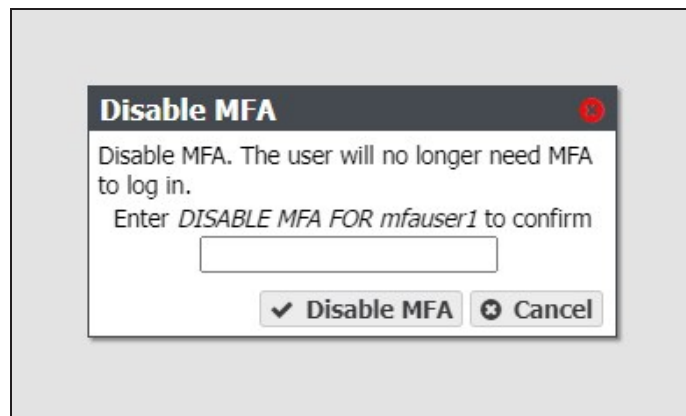 Disable MFA
Disable MFA. The user will no longer need MFA
to log in.
Enter DISABLE MFA FOR mfauser1 to confirm
Disable MFA Cancel